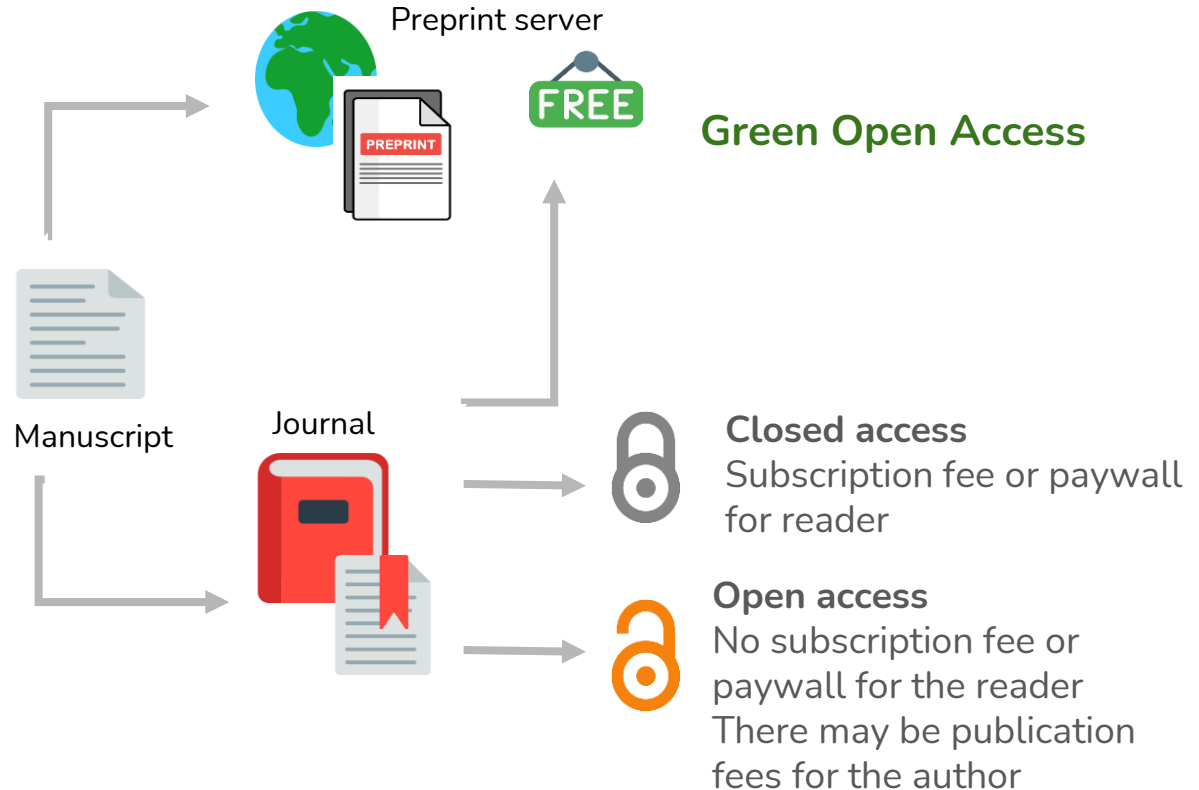 Preprint server
FREE
PREPRINT
Green Open Access
Manuscript
Journal
Closed access
Subscription fee or paywall
for reader
Open access
No subscription fee or
paywall for the reader
There may be publication
fees for the author